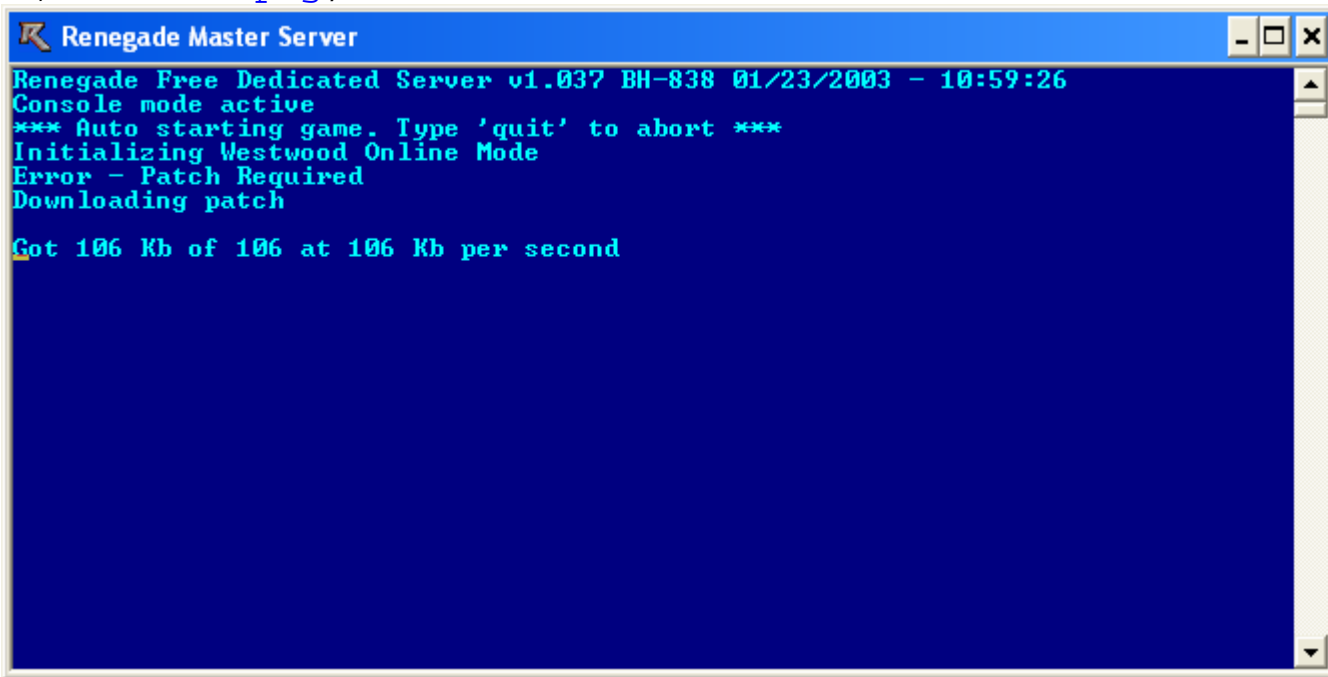 Renegade Master Server
Renegade Free Dedicated Server v1.037 BH-838 01/23/2003 - 10:59:26
Console mode active
*** Auto starting game. Type 'quit' to abort ***
Initializing Westwood Online Mode
Error - Patch Required
Downloading patch
Got 106 Kb of 106 at 106 Kb per second